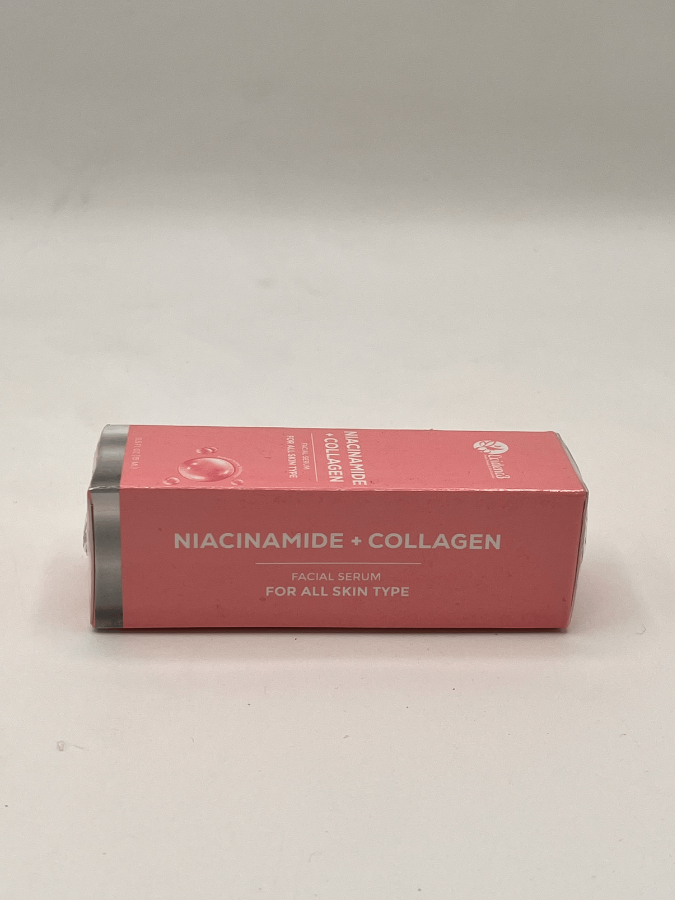 NIACINAMIDE
+ COLLAGEN
FACIAL SERUM
FOR ALL SKIN TYPE
NIACINAMIDE + COLLAGEN
FACIAL SERUM
FOR ALL SKIN TYPE